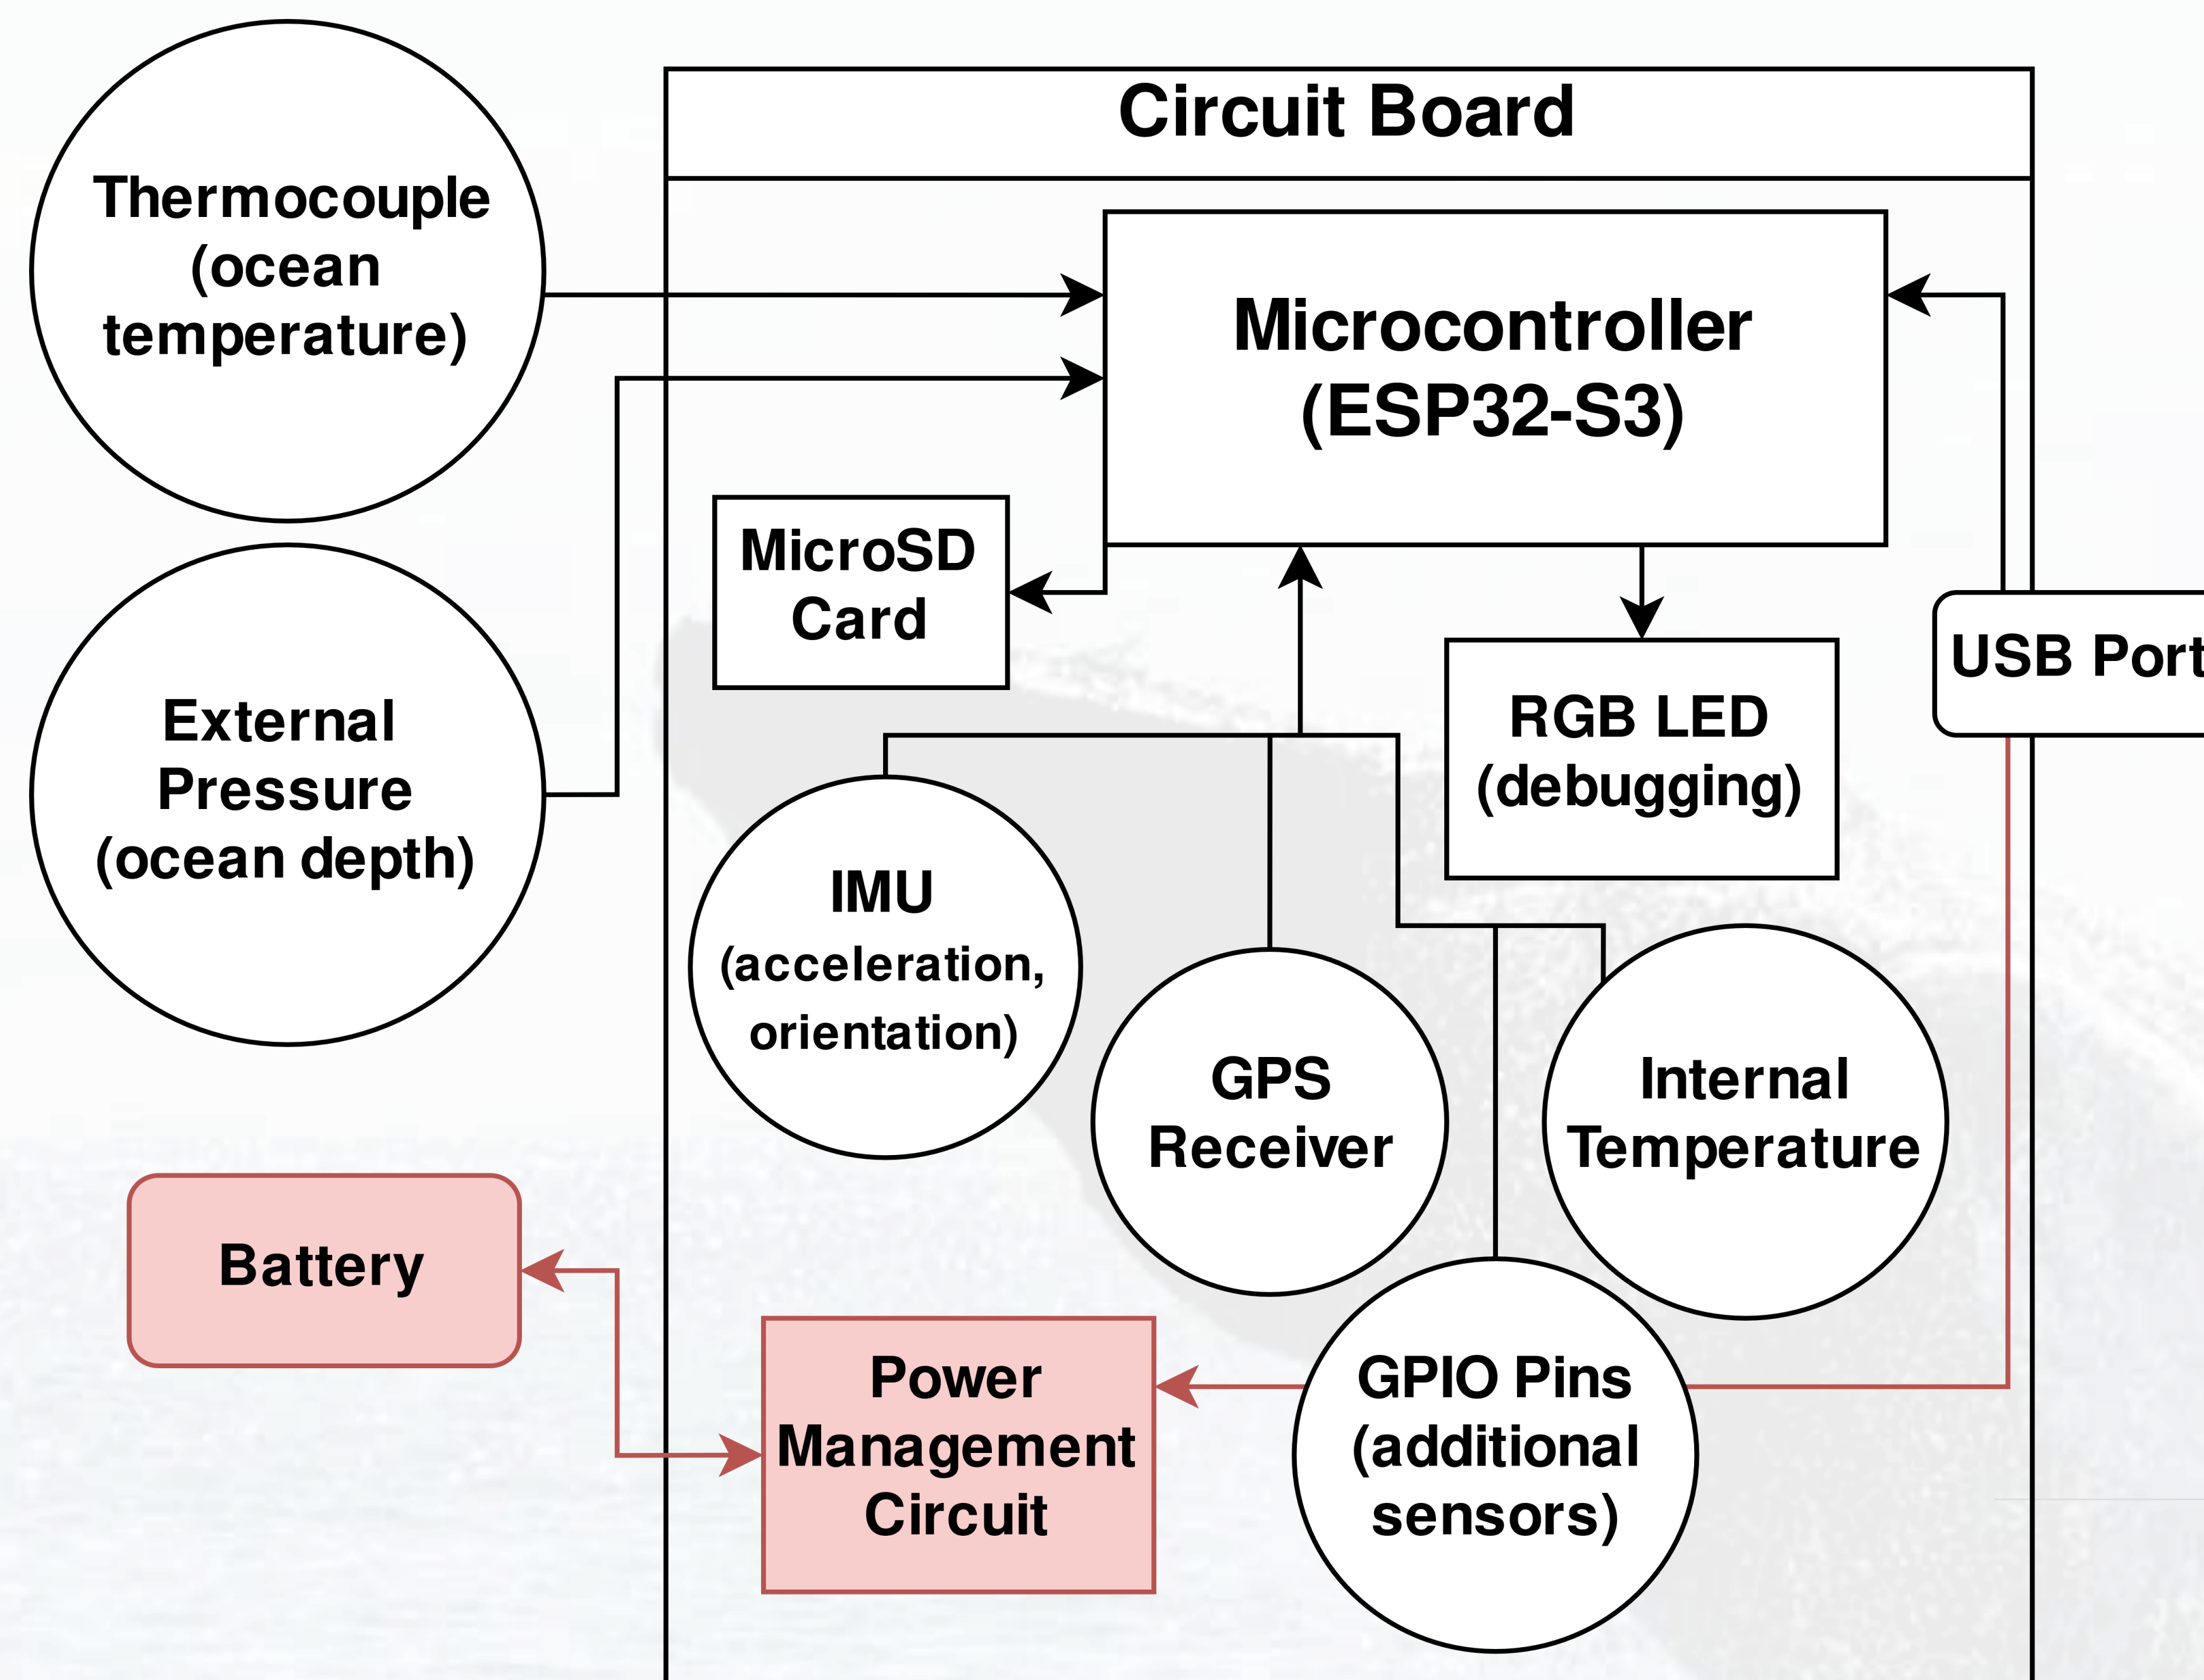 Circuit Board
Thermocouple
(ocean
temperature)
Microcontroller
(ESP32-S3)
MicroSD
Card
USB Port
External
Pressure
(ocean depth)
RGB LED
(debugging)
IMU
(acceleration,
orientation)
GPS
Receiver
Internal
Temperature
Battery
Power
Management
Circuit
GPIO Pins
(additional
sensors)